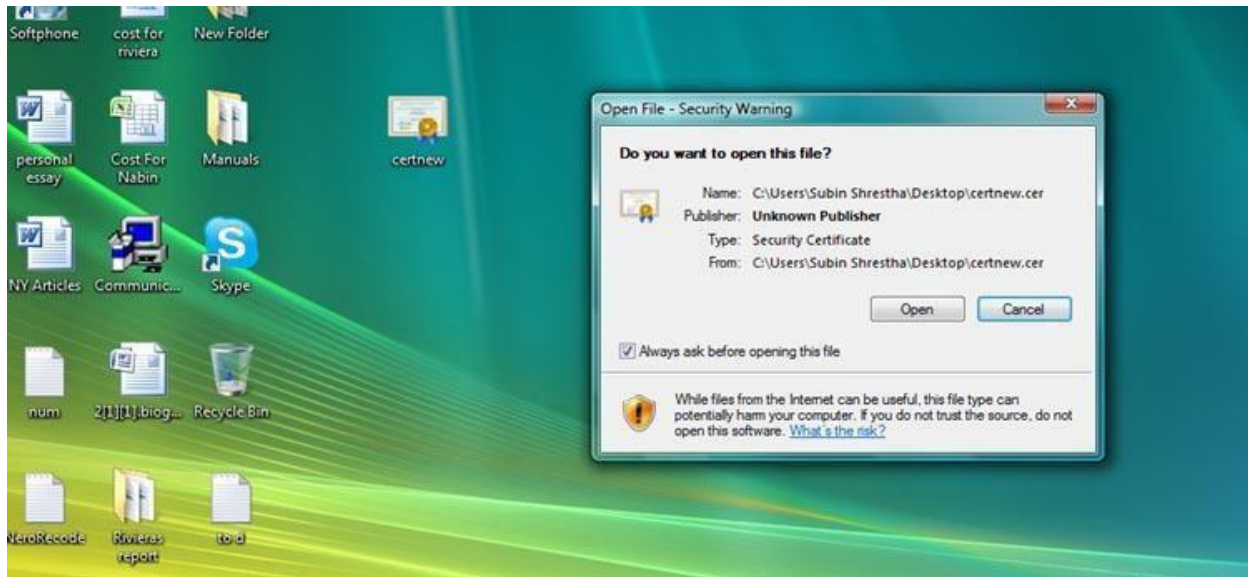 Softphone
cost for
riviera
New Folder
personal
essay
Cost For
Nabin
Manuals
certnew
NY Articles
Communic...
Skype
num
2[1][1].biog...
Recycle Bin
NeroRecode
Rivieras
report
to d
Open File - Security Warning
Do you want to open this file?
Name: C:\Users\Subin Shrestha\Desktop\certnew.cer
Publisher: Unknown Publisher
Type: Security Certificate
From: C:\Users\Subin Shrestha\Desktop\certnew.cer
Open Cancel
Always ask before opening this file
While files from the Internet can be useful, this file type can
potentially harm your computer. If you do not trust the source, do not
open this software. What's the risk?